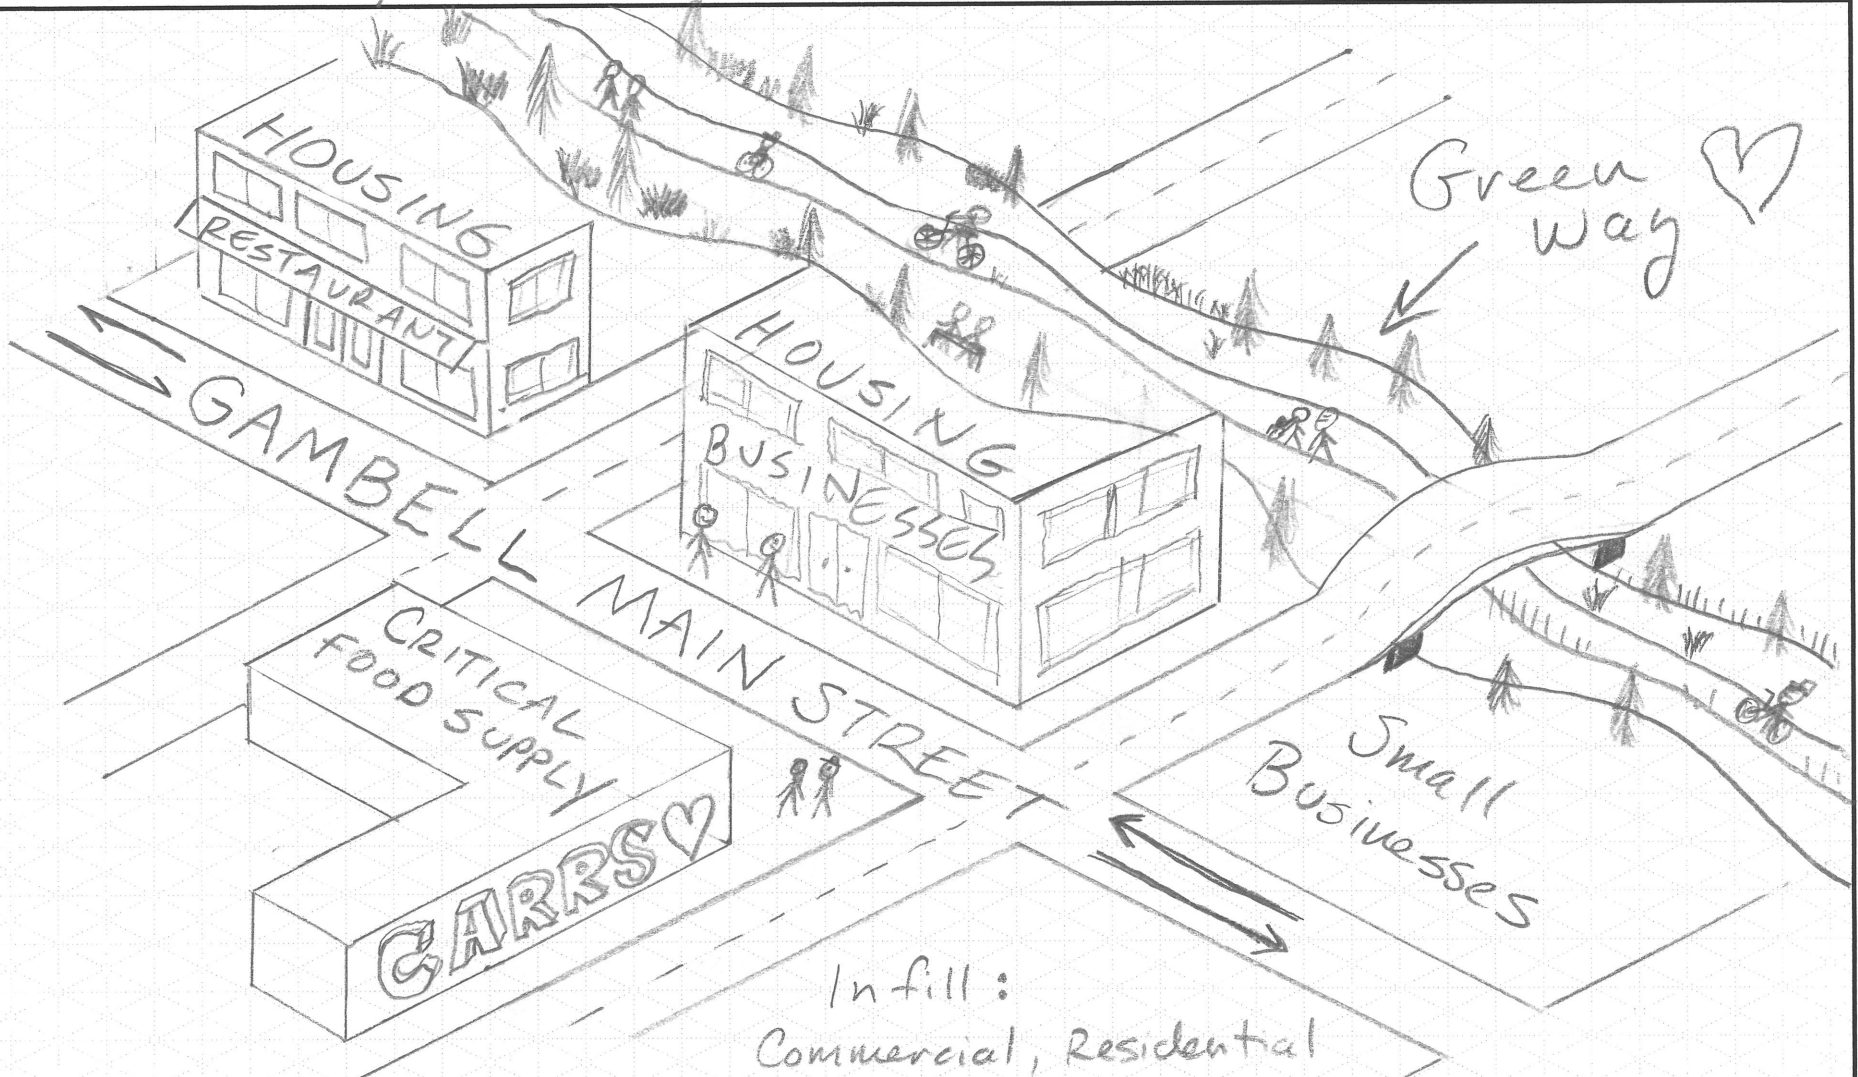 HOUSING
RESTAURANT
Green
Way
HOUSING
BUSINESSES
GAMBELL MAIN STREET
CRITICAL
FOOD SUPPLY
CARRS
Small
Businesses
Infill:
Commercial, Residential